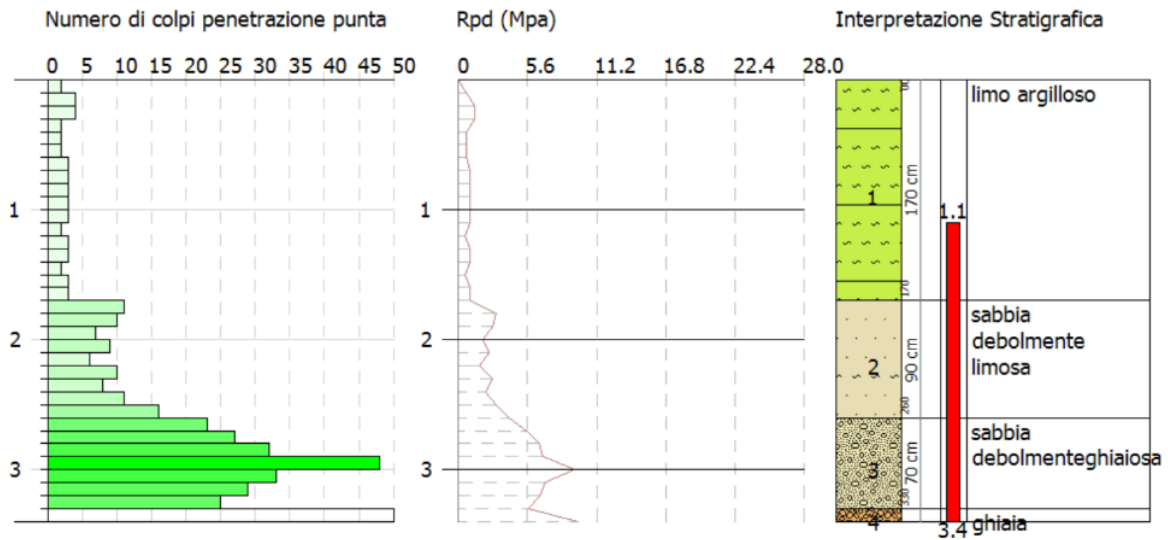 Numero di colpi penetrazione punta
Rpd (Mpa)
Interpretazione Stratigrafica
0 5 10 15 20 25 30 35 40 45 50
0 5.6 11.2 16.8 22.4 28.0
limo argilloso
1
170 cm
1
1
1.1
170
sabbia
debolmente
limosa
2
2
2
90 cm
260
sabbia
debolmenteghiaiosa
3
3
3
70 cm
330
4
ghiaia
3.4